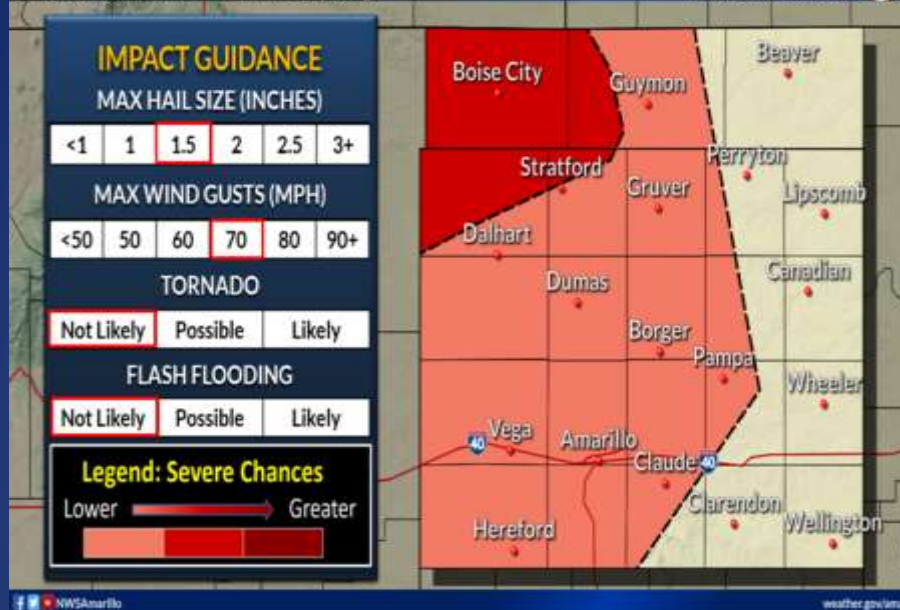 IMPACT GUIDANCE
MAX HAIL SIZE (INCHES)
<1 1 1.5 2 2.5 3+
MAX WIND GUSTS (MPH)
<50 50 60 70 80 90+
TORNADO
Not Likely Possible Likely
FLASH FLOODING
Not Likely Possible Likely
Legend: Severe Chances
Lower Greater
Beaver
Boise City
Guymon
Perryton
Stratford
Gruver
Lipscomb
Dalhart
Canadian
Dumas
Borger
Pampa
Wheeler
40 Vega
Amarillo
Claude 40
Clarendon
Wellington
Hereford
NWSAmarillo
weather.gov/ama